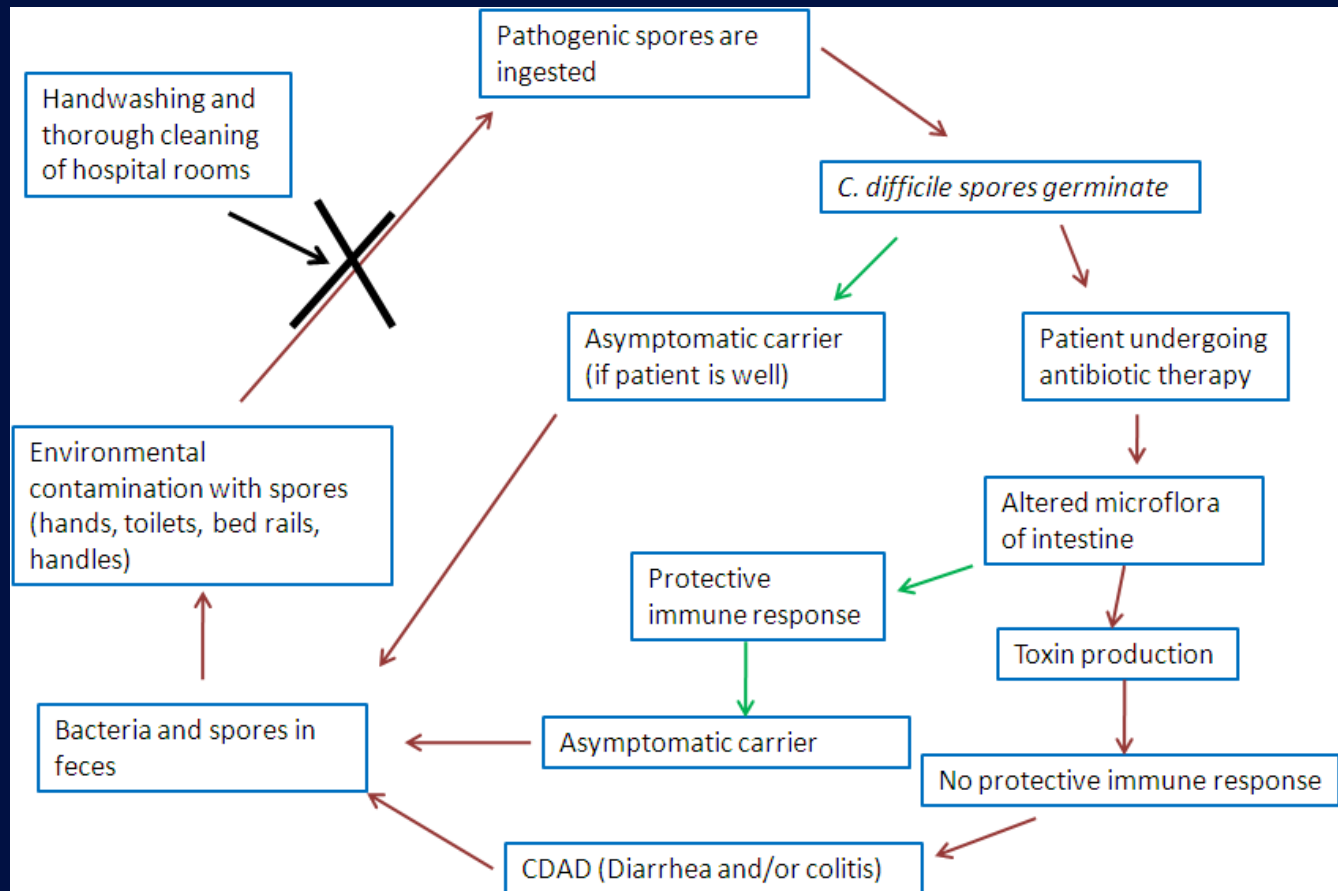 Pathogenic spores are
ingested
Handwashing and
thorough cleaning
of hospital rooms
C. difficile spores germinate
Asymptomatic carrier
(if patient is well)
Patient undergoing
antibiotic therapy
Environmental
contamination with spores
(hands, toilets, bed rails,
handles)
Altered microflora
of intestine
Protective
immune response
Toxin production
Bacteria and spores in
feces
Asymptomatic carrier
No protective immune response
CDAD (Diarrhea and/or colitis)